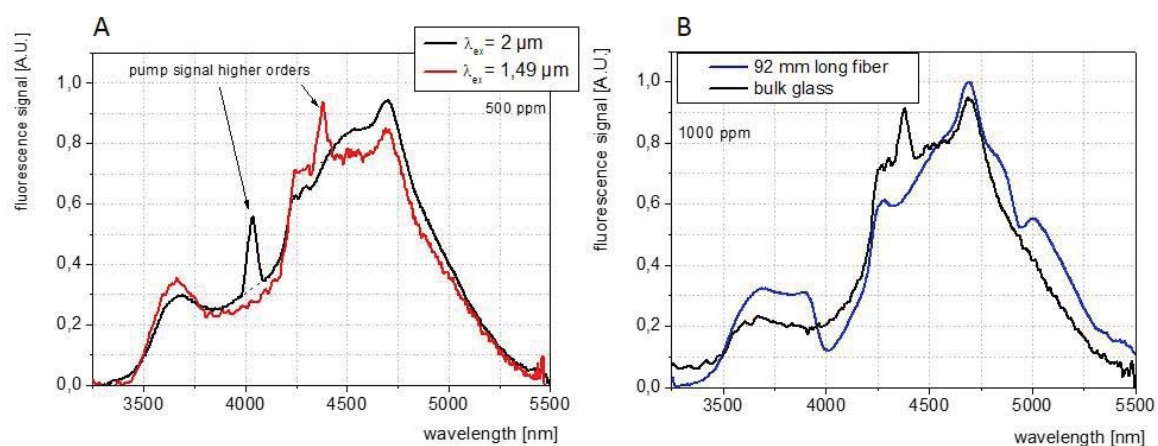 A
fluorescence signal [A.U.]
λex = 2 µm
λex = 1,49 µm
pump signal higher orders
500 ppm
1,0
0,8
0,6
0,4
0,2
0,0
3500 4000 4500 5000 5500
wavelength [nm]
B
fluorescence signal [A.U.]
92 mm long fiber
bulk glass
1000 ppm
1,0
0,8
0,6
0,4
0,2
0,0
3500 4000 4500 5000 5500
wavelength [nm]